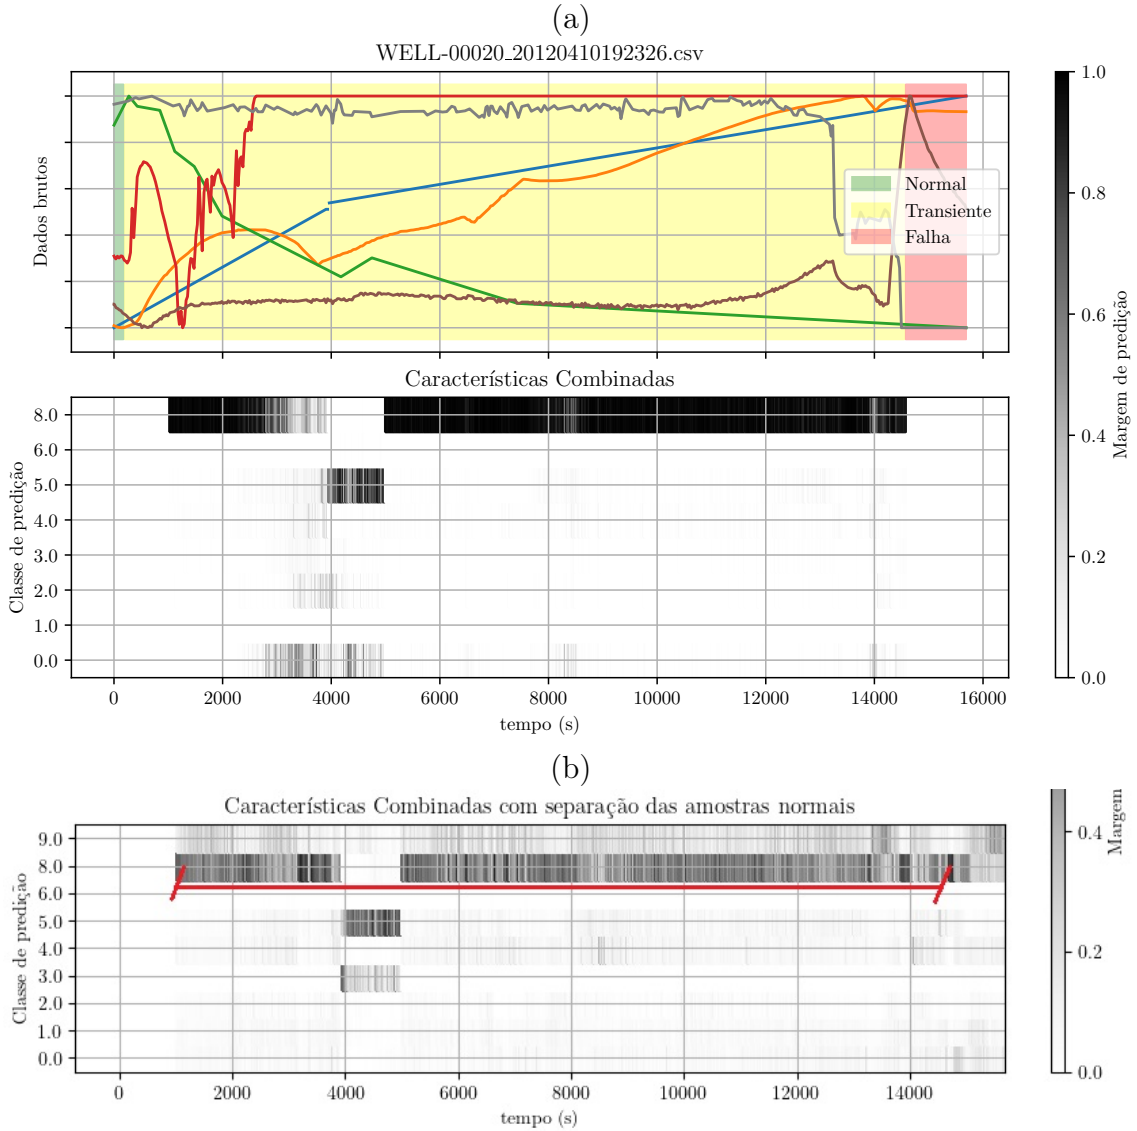 (a)
WELL-00020_20120410192326.csv
Dados brutos
Normal
Transiente
Falha
Características Combinadas
Classe de predição
8.0
6.0
5.0
4.0
3.0
2.0
1.0
0.0
0 2000 4000 6000 8000 10000 12000 14000 16000
tempo (s)
1.0
0.8
0.6
0.4
0.2
0.0
Margem de predição
(b)
Características Combinadas com separação das amostras normais
Classe de predição
9.0
8.0
6.0
5.0
4.0
3.0
2.0
1.0
0.0
0 2000 4000 6000 8000 10000 12000 14000
tempo (s)
0.4
0.2
0.0
Margem